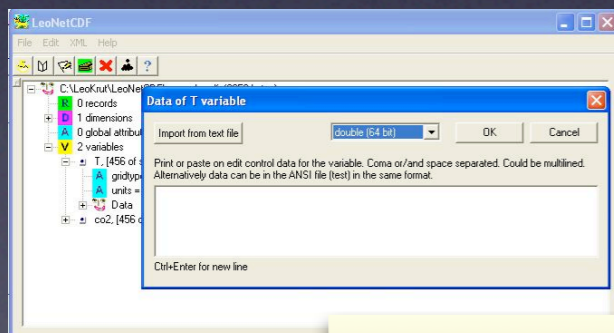 LeoNetCDF
File Edit XML Help
C:\LeoKrut\LeoNet
R 0 records
D 1 dimensions
A 0 global attribut
V 2 variables
T, [456 of
A gridtyp
A units =
Data
co2, [456
Data of T variable
Import from text file double (64 bit) OK Cancel
Print or paste on edit control data for the variable. Coma or/and space separated. Could be multilined.
Alternatively data can be in the ANSI file (test) in the same format.
Ctrl+Enter for new line